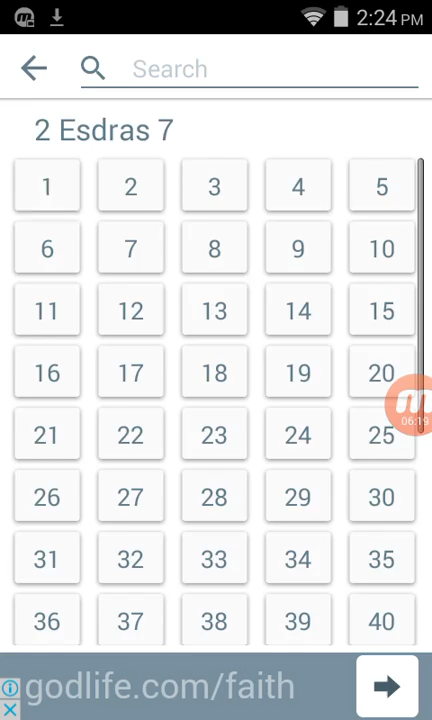 2:24 PM
Search
2 Esdras 7
1 2 3 4 5
6 7 8 9 10
11 12 13 14 15
16 17 18 19 20
21 22 23 24 25
26 27 28 29 30
31 32 33 34 35
36 37 38 39 40
06:19
godlife.com/faith